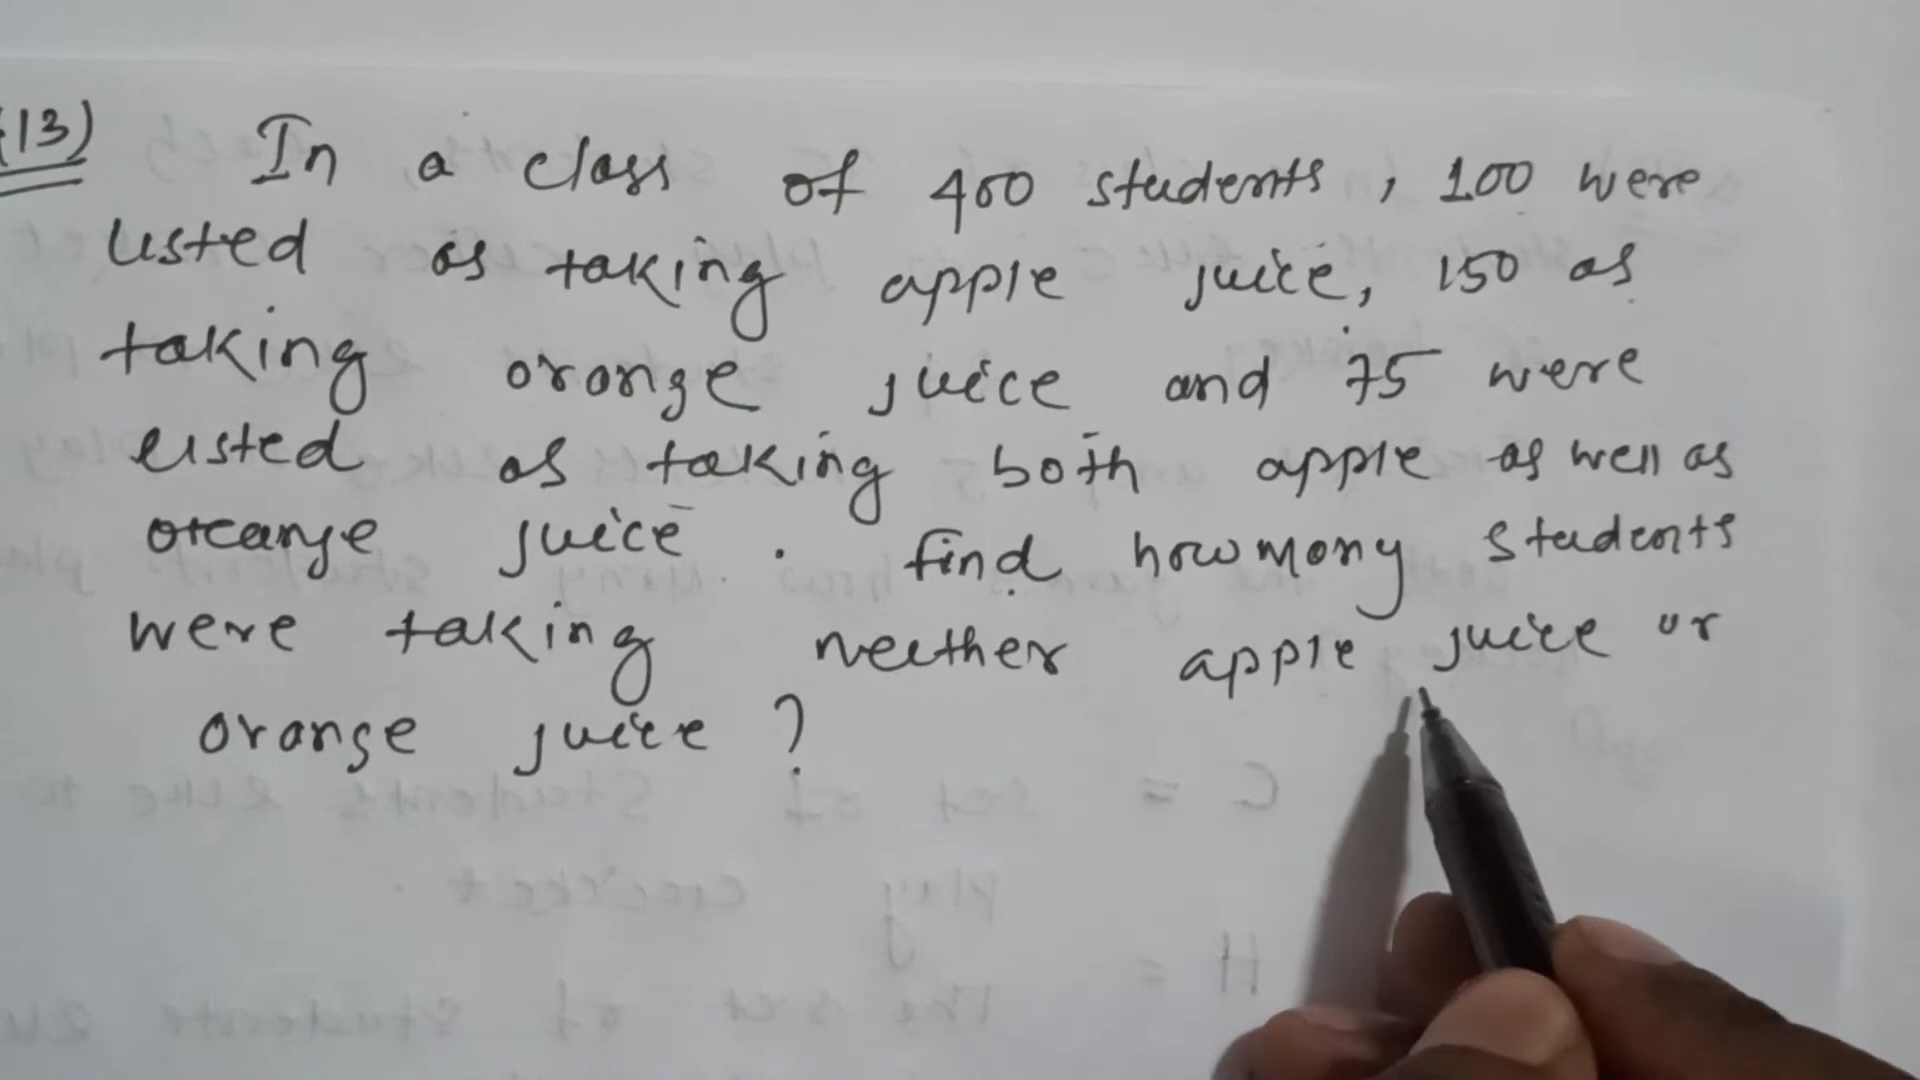 13) In a class of 400 students, 100 were
listed as taking apple juice, 150 as
taking orange juice and 75 were
listed as taking both apple as well as
orange juice. find how many students
were taking neither apple juice or
orange juice?